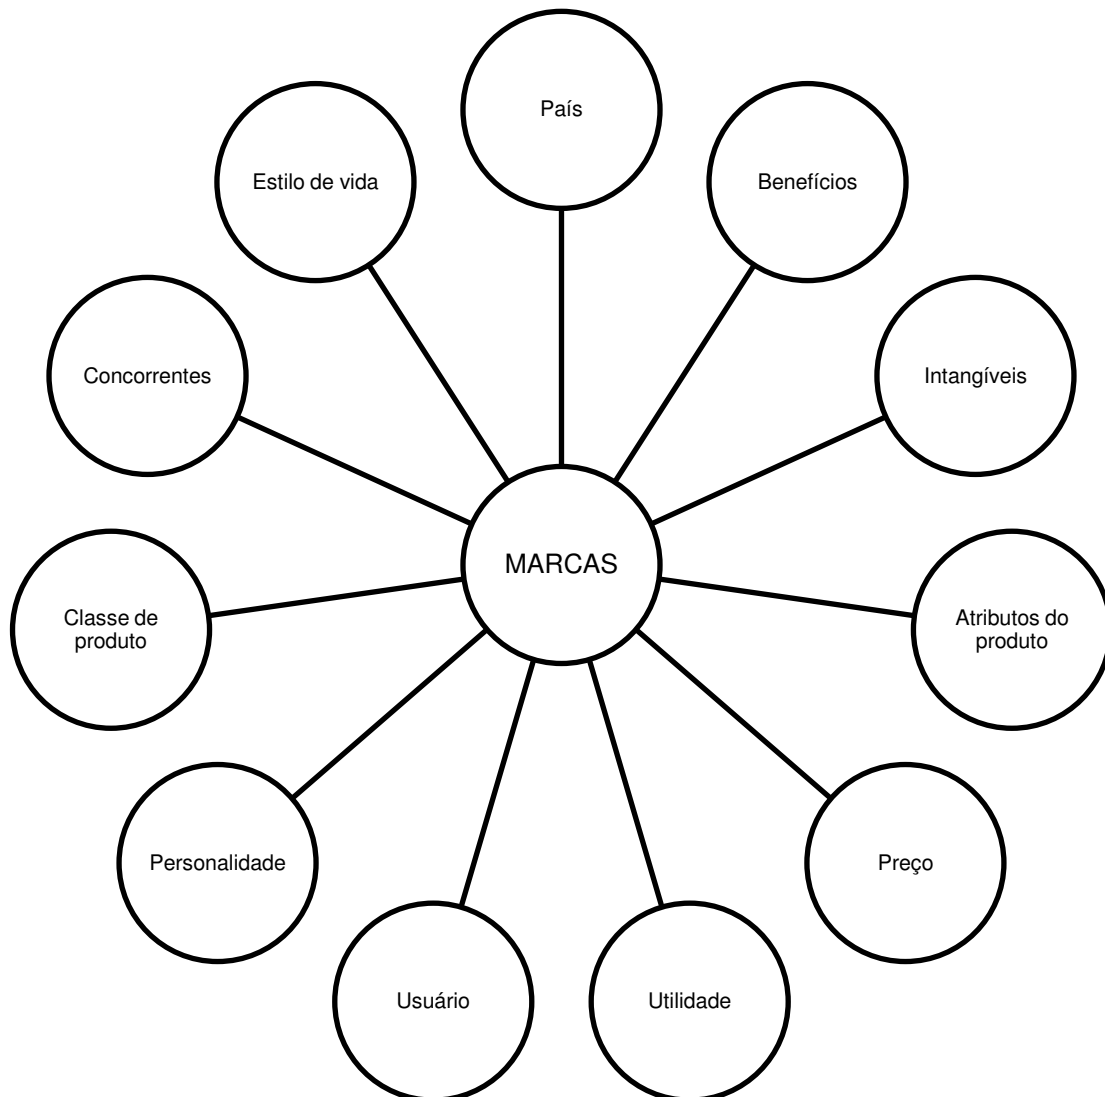 País
Estilo de vida
Benefícios
Concorrentes
Intangíveis
MARCAS
Classe de
produto
Atributos do
produto
Personalidade
Preço
Usuário
Utilidade